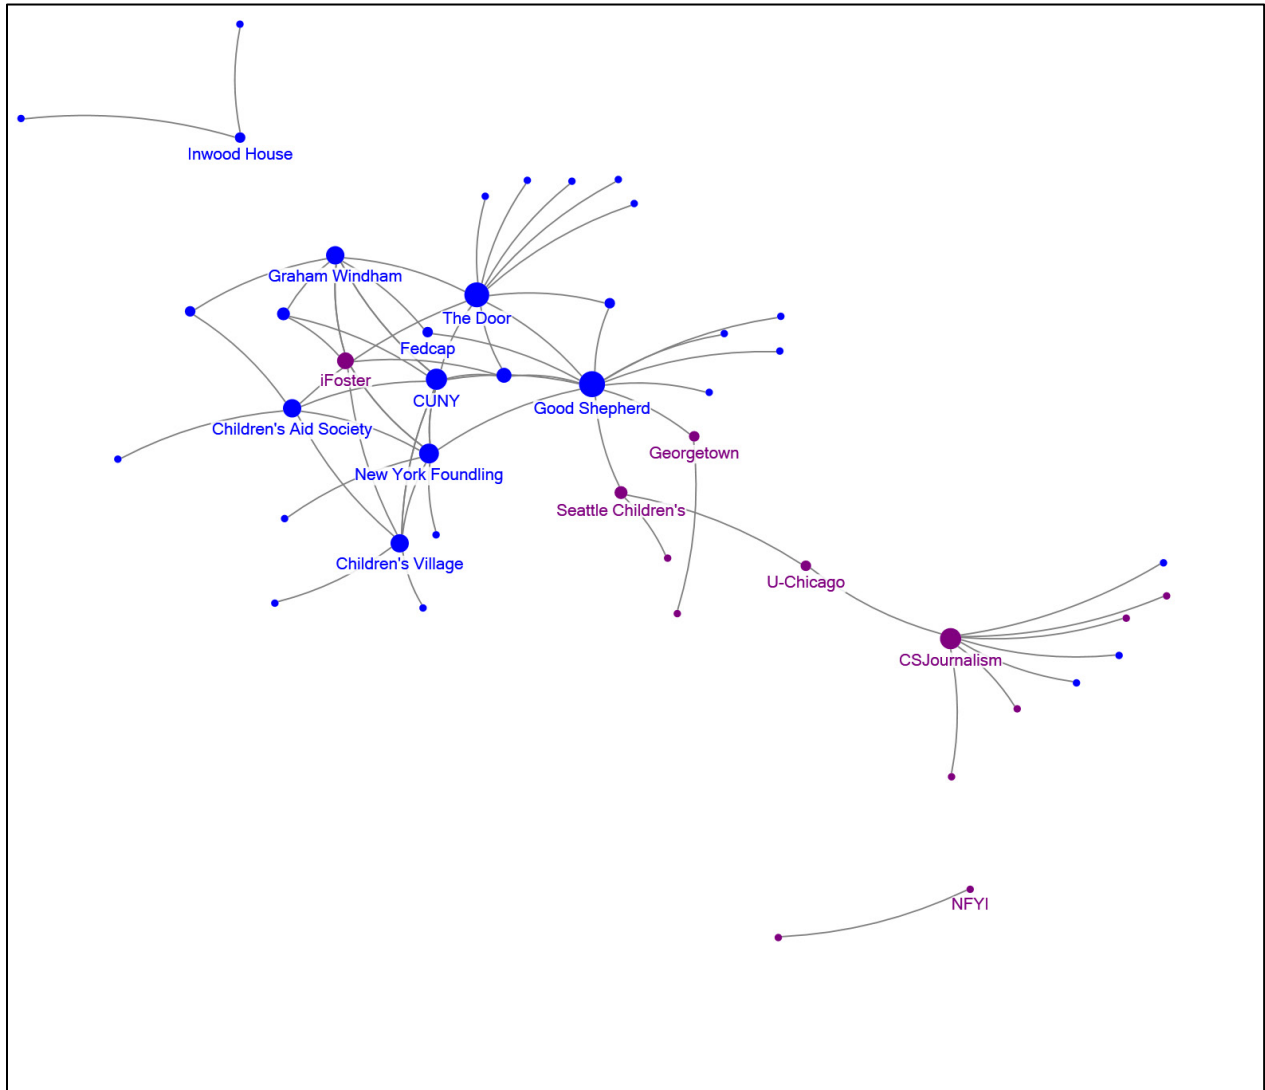 Inwood House
Graham Windham
The Door
Fedcap
iFoster
CUNY
Good Shepherd
Children's Aid Society
Georgetown
New York Foundling
Seattle Children's
Children's Village
U-Chicago
CSJournalism
NFYI